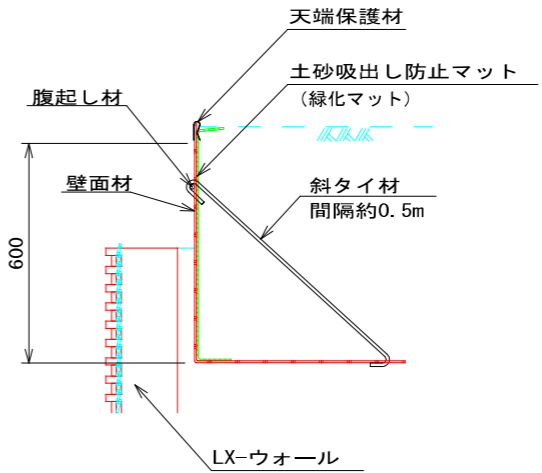 天端保護材
土砂吸出し防止マット
(緑化マット)
腹起し材
壁面材
斜タイ材
間隔約0.5m
600
LX-ウォール